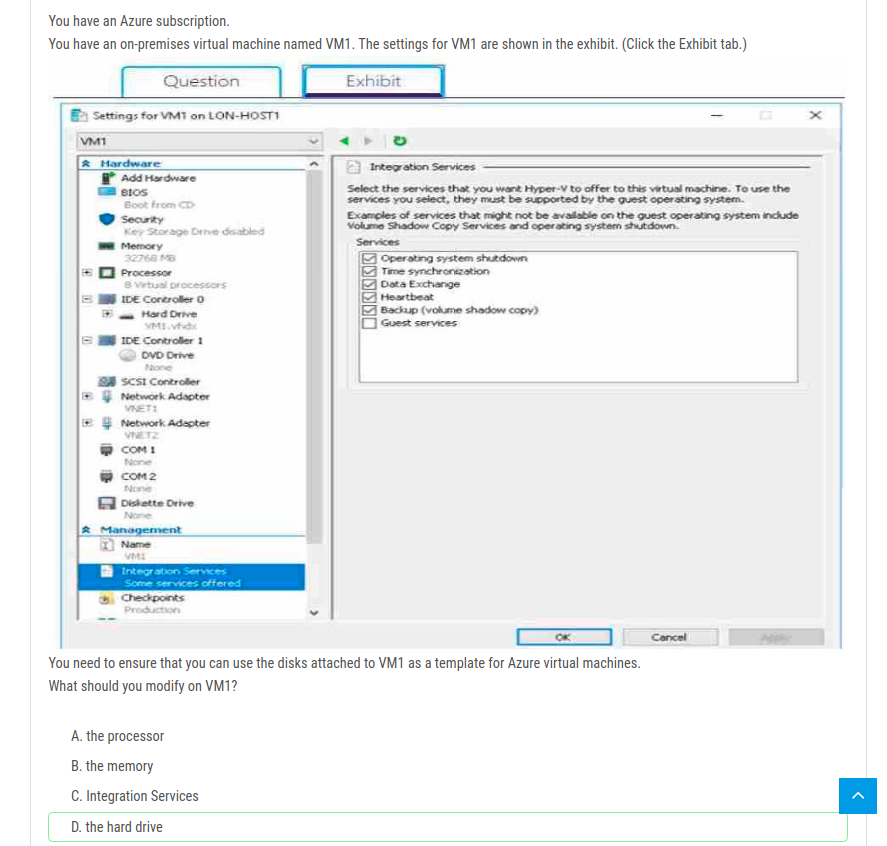 You have an Azure subscription.
You have an on-premises virtual machine named VM1. The settings for VM1 are shown in the exhibit. (Click the Exhibit tab.)
Question
Exhibit
Settings for VM1 on LON-HOST1
VM1
Hardware
Add Hardware
BIOS
Boot from CD
Security
Key Storage Drive disabled
Memory
32768 MB
Processor
8 Virtual processors
IDE Controller 0
Hard Drive
VM1.vhdx
IDE Controller 1
DVD Drive
None
SCSI Controller
Network Adapter
VNET1
Network Adapter
VNET2
COM 1
None
COM 2
None
Diskette Drive
None
Management
Name
VM1
Integration Services
Some services offered
Checkpoints
Production
Integration Services
Select the services that you want Hyper-V to offer to this virtual machine. To use the
services you select, they must be supported by the guest operating system.
Examples of services that might not be available on the guest operating system include
Volume Shadow Copy Services and operating system shutdown.
Services
Operating system shutdown
Time synchronization
Data Exchange
Heartbeat
Backup (volume shadow copy)
Guest services
OK
Cancel
Apply
You need to ensure that you can use the disks attached to VM1 as a template for Azure virtual machines.
What should you modify on VM1?
A. the processor
B. the memory
C. Integration Services
D. the hard drive